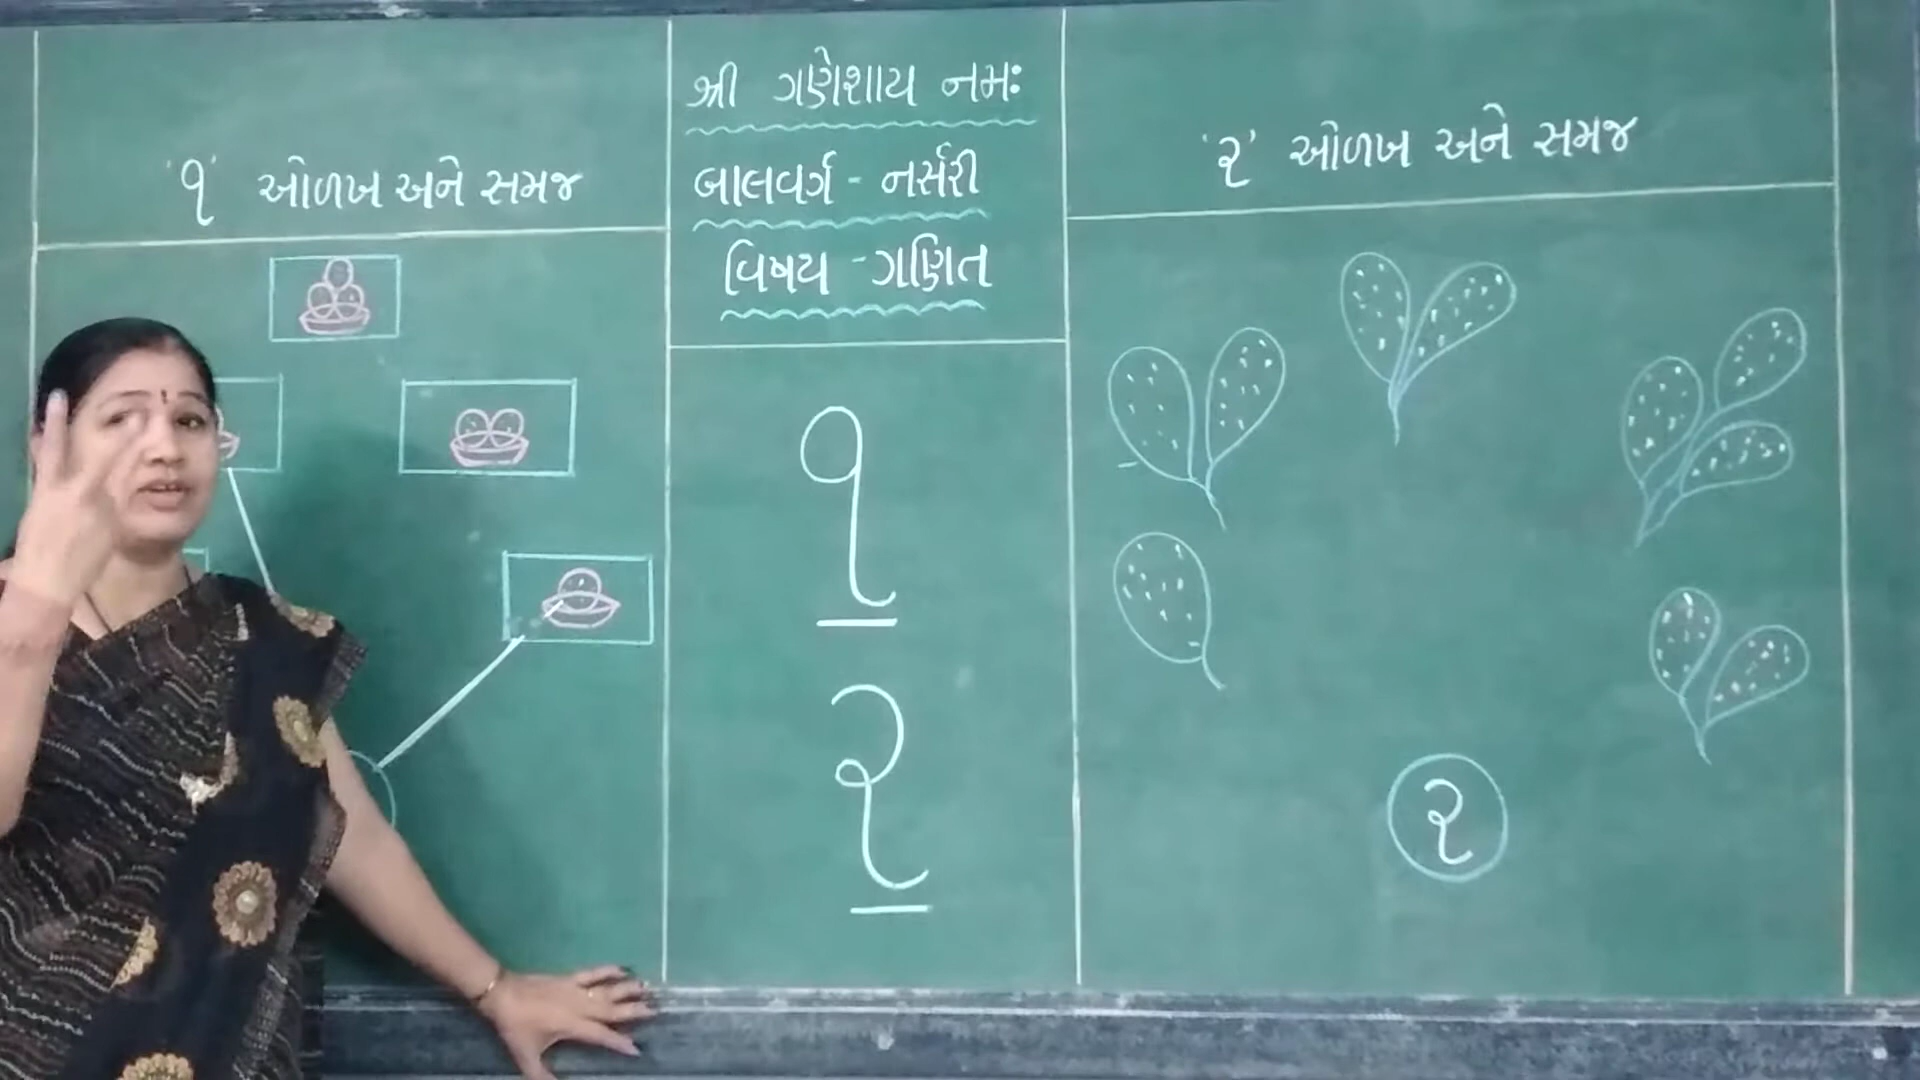 '૧' ઓળખ અને સમજ
શ્રી ગણેશાય નમઃ
બાલવર્ગ - નર્સરી
વિષય - ગણિત
૧
૨
'૨' ઓળખ અને સમજ
૨